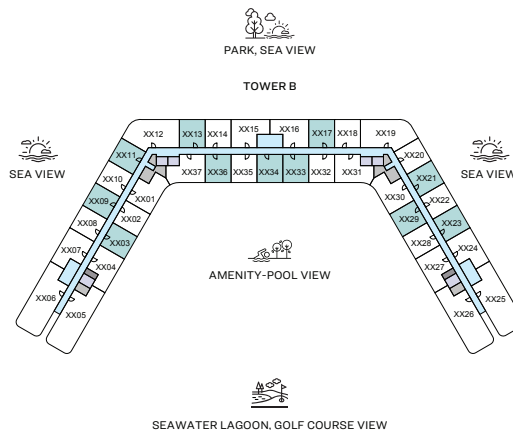 PARK, SEA VIEW
TOWER B
XX12
XX13
XX14
XX15
XX16
XX17
XX18
XX19
XX11
XX37
XX36
XX35
XX34
XX33
XX32
XX31
XX20
SEA VIEW
SEA VIEW
XX10
XX01
XX30
XX21
XX09
XX02
XX29
XX22
XX08
XX03
XX28
XX23
XX07
XX04
XX27
XX24
XX06
XX05
XX26
XX25
AMENITY-POOL VIEW
SEAWATER LAGOON, GOLF COURSE VIEW